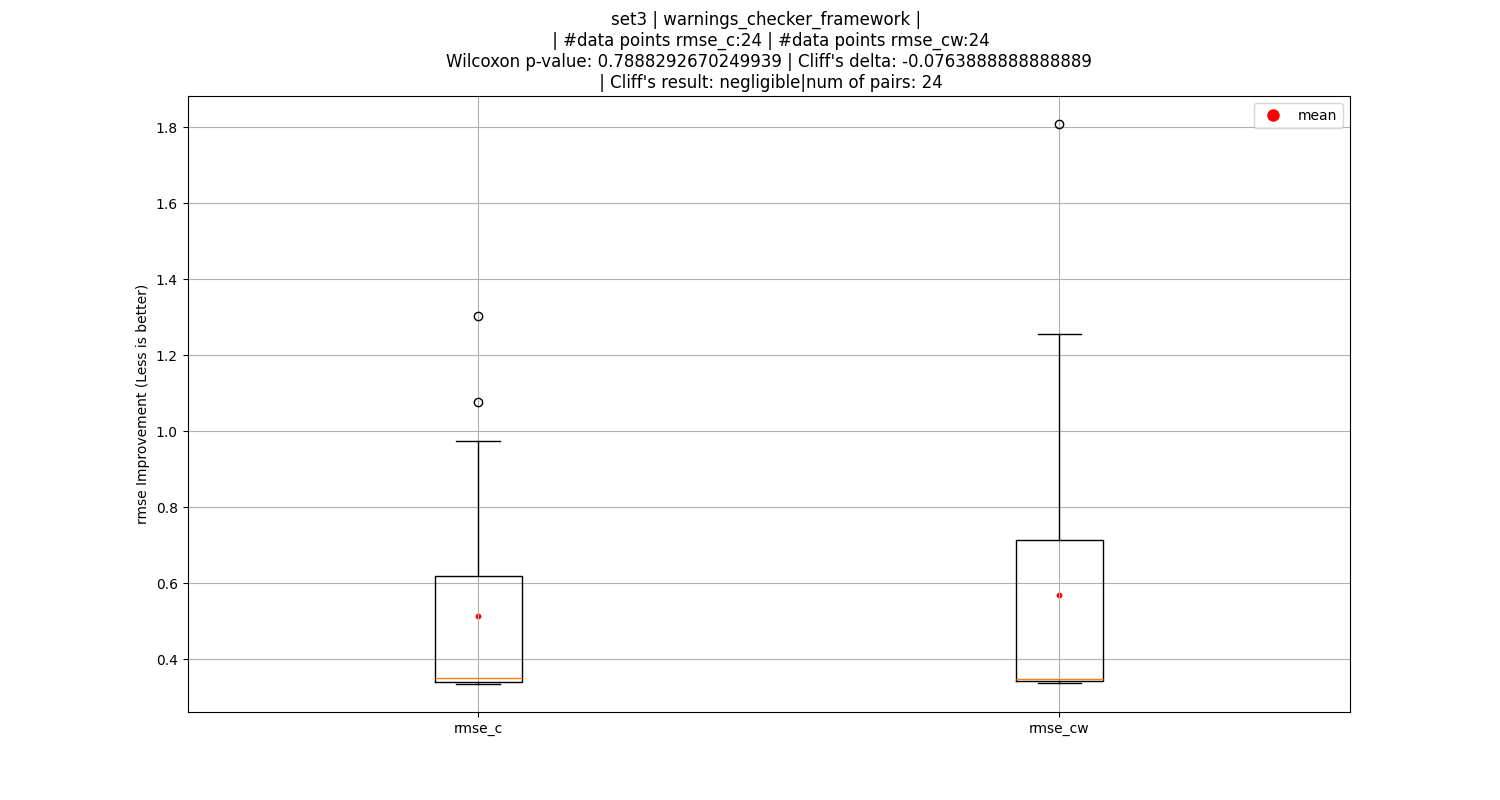 set3 | warnings_checker_framework |
| #data points rmse_c:24 | #data points rmse_cw:24
Wilcoxon p-value: 0.7888292670249939 | Cliff's delta: -0.0763888888888889
| Cliff's result: negligible|num of pairs: 24
mean
1.8
1.6
1.4
1.2
1.0
0.8
0.6
0.4
rmse Improvement (Less is better)
rmse_c
rmse_cw